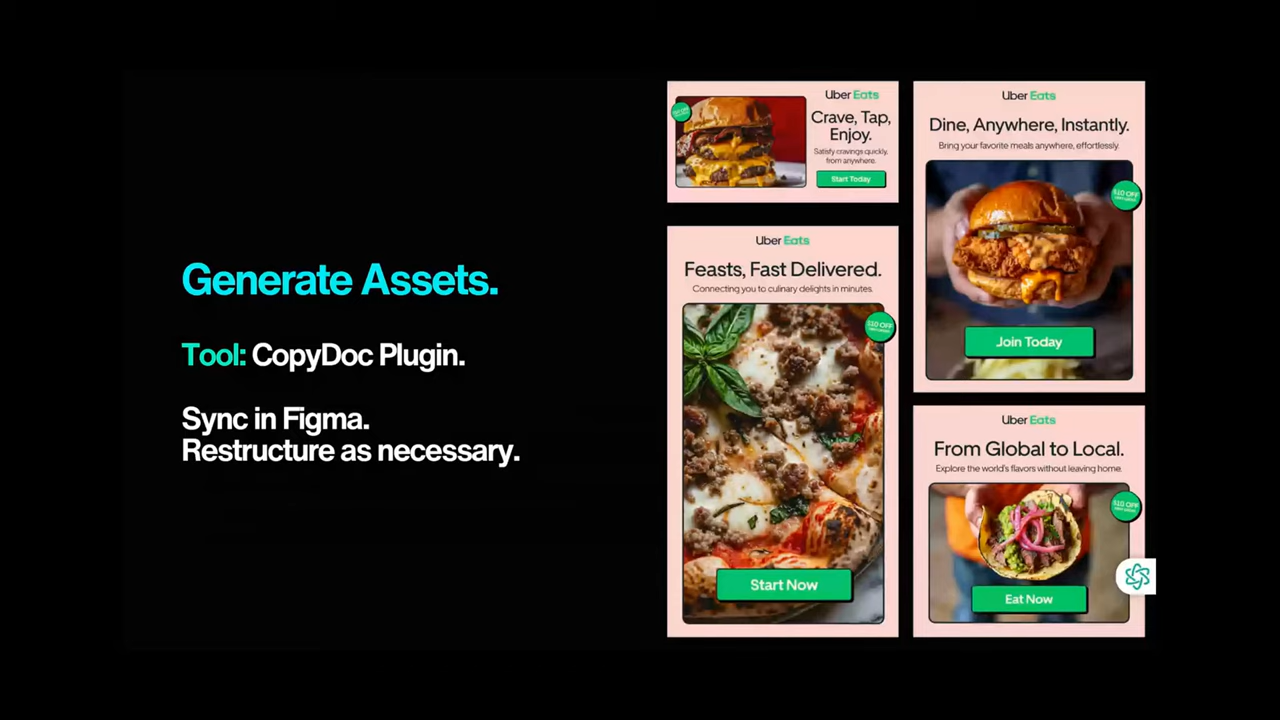 Generate Assets.
Tool: CopyDoc Plugin.
Sync in Figma.
Restructure as necessary.
Uber Eats
Crave, Tap,
Enjoy.
Satisfy cravings quickly,
from anywhere.
Start Today
Uber Eats
Feasts, Fast Delivered.
Connecting you to culinary delights in minutes.
$10 OFF
Start Now
Uber Eats
Dine, Anywhere, Instantly.
Bring your favorite meals anywhere, effortlessly.
$10 OFF
Join Today
Uber Eats
From Global to Local.
Explore the world's flavors without leaving home.
$10 OFF
Eat Now